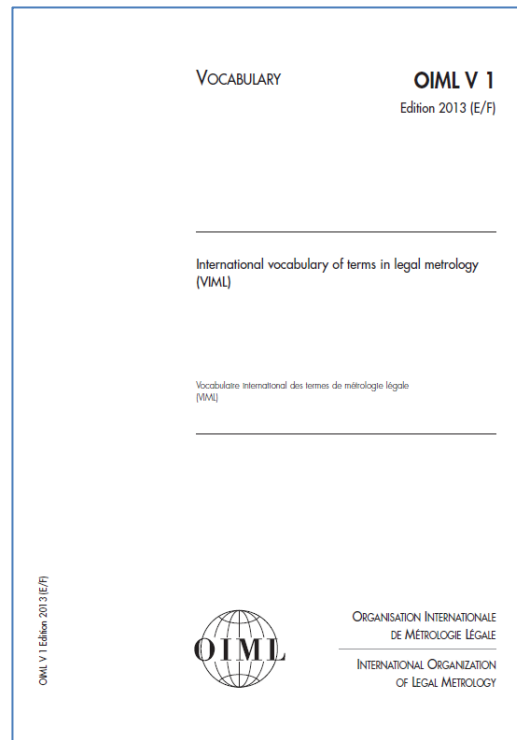 VOCABULARY
OIML V 1
Edition 2013 (E/F)
International vocabulary of terms in legal metrology
(VIML)
Vocabulaire international des termes de métrologie légale
(VIML)
OIML V 1 Edition 2013 (E/F)
OIML
ORGANISATION INTERNATIONALE
DE MÉTROLOGIE LÉGALE
INTERNATIONAL ORGANIZATION
OF LEGAL METROLOGY